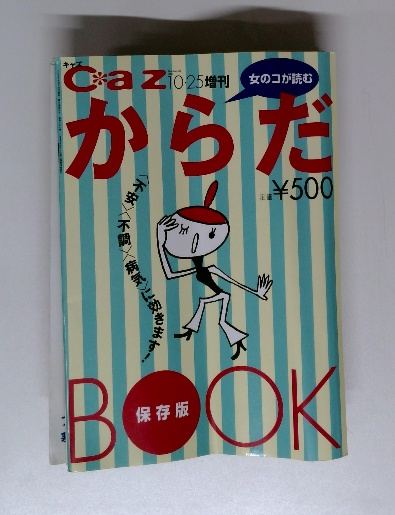 キャズ
C*az 10・25増刊
女のコが読む
からだ
定価¥500
〈不安〉〈不調〉〈病気〉に効きます!
BOOK
保存版